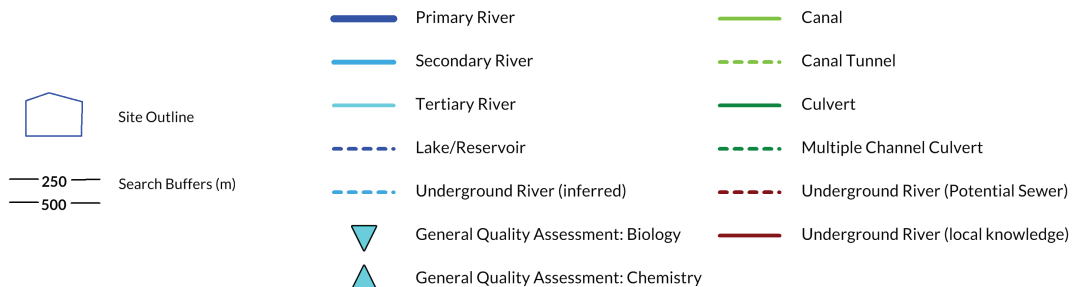 Site Outline
250
500
Search Buffers (m)
Primary River
Secondary River
Tertiary River
Lake/Reservoir
Underground River (inferred)
General Quality Assessment: Biology
General Quality Assessment: Chemistry
Canal
Canal Tunnel
Culvert
Multiple Channel Culvert
Underground River (Potential Sewer)
Underground River (local knowledge)